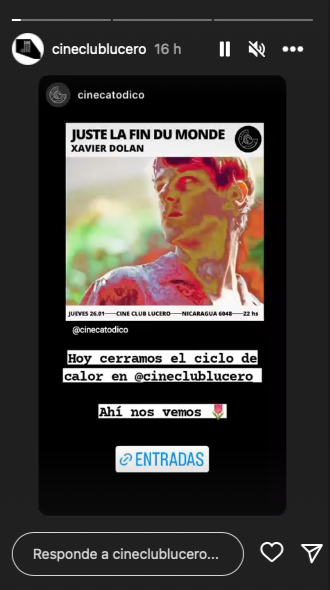 cineclublucero 16 h
cinecatodico
JUSTE LA FIN DU MONDE
XAVIER DOLAN
JUEVES 26.01——CINE CLUB LUCERO——NICARAGUA 6048——22 hs
@cinecatodico
Hoy cerramos el ciclo de
calor en @cineclublucero
Ahí nos vemos 🌷
ENTRADAS
Responde a cineclublucero...